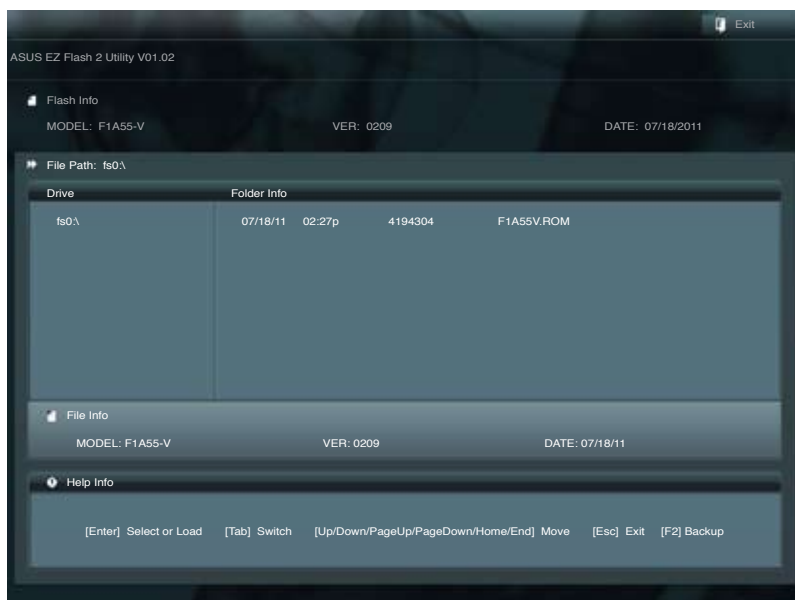 Exit
ASUS EZ Flash 2 Utility V01.02
Flash Info
MODEL: F1A55-V VER: 0209 DATE: 07/18/2011
File Path: fs0:\
Drive Folder Info
fs0:\ 07/18/11 02:27p 4194304 F1A55V.ROM
File Info
MODEL: F1A55-V VER: 0209 DATE: 07/18/11
Help Info
[Enter] Select or Load [Tab] Switch [Up/Down/PageUp/PageDown/Home/End] Move [Esc] Exit [F2] Backup